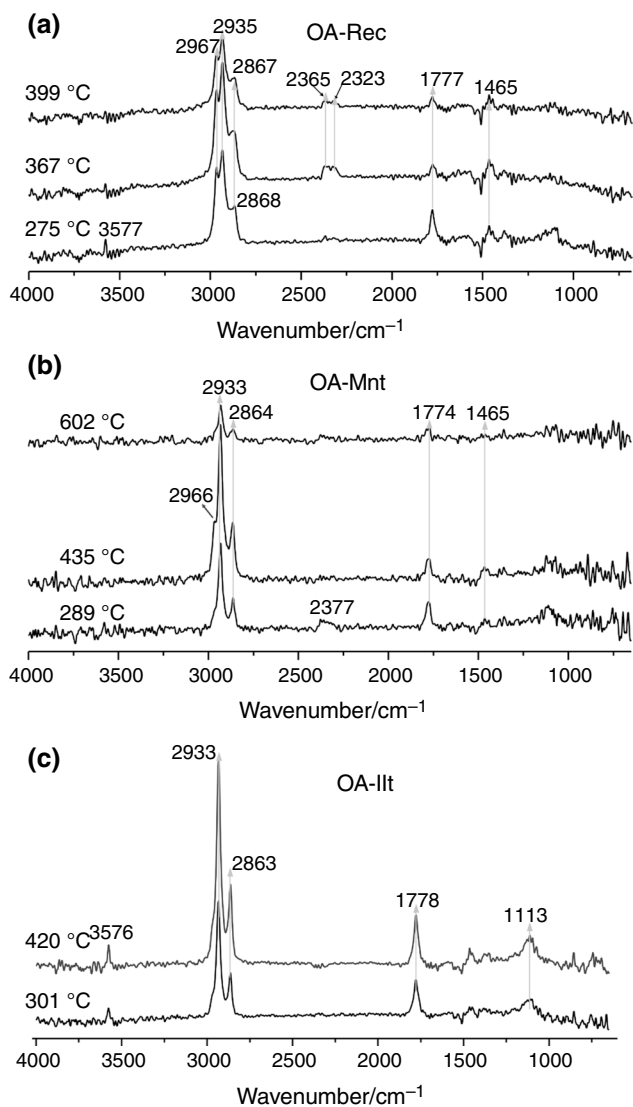 (a)
OA-Rec
2967
2935
2867
2365
2323
1777
1465
399 °C
367 °C
2868
275 °C
3577
4000 3500 3000 2500 2000 1500 1000
Wavenumber/cm–1
(b)
OA-Mnt
2933
2864
1774
1465
602 °C
2966
435 °C
289 °C
2377
4000 3500 3000 2500 2000 1500 1000
Wavenumber/cm–1
(c)
OA-IIt
2933
2863
1778
1113
3576
420 °C
301 °C
4000 3500 3000 2500 2000 1500 1000
Wavenumber/cm–1